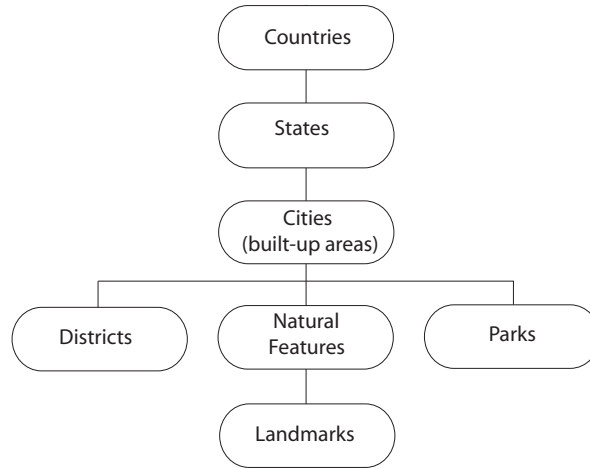 Countries
States
Cities
(built-up areas)
Districts
Natural
Features
Parks
Landmarks